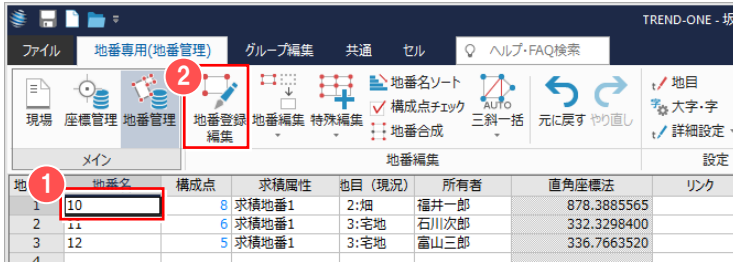 TREND-ONE - 坂
ファイル 地番専用(地番管理) グループ編集 共通 セル ヘルプ・FAQ検索
2
現場 座標管理 地番管理 地番登録編集 地番編集 特殊編集 地番名ソート 構成点チェック 地番合成 AUTO 三斜一括 元に戻す やり直し 地目 大字・字 詳細設定
メイン 地番編集 設定
1
地 地番名 構成点 求積属性 地目（現況） 所有者 直角座標法 リンク
1 10 8 求積地番1 2:畑 福井一郎 878.3885565
2 11 6 求積地番1 3:宅地 石川次郎 332.3298400
3 12 5 求積地番1 3:宅地 富山三郎 336.7663520
4